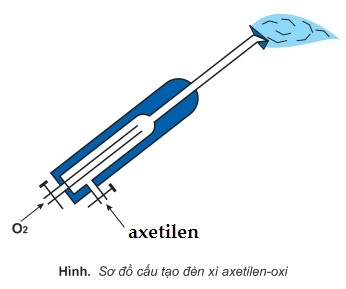 O₂
axetilen
Hình. Sơ đồ cấu tạo đèn xì axetilen-oxi